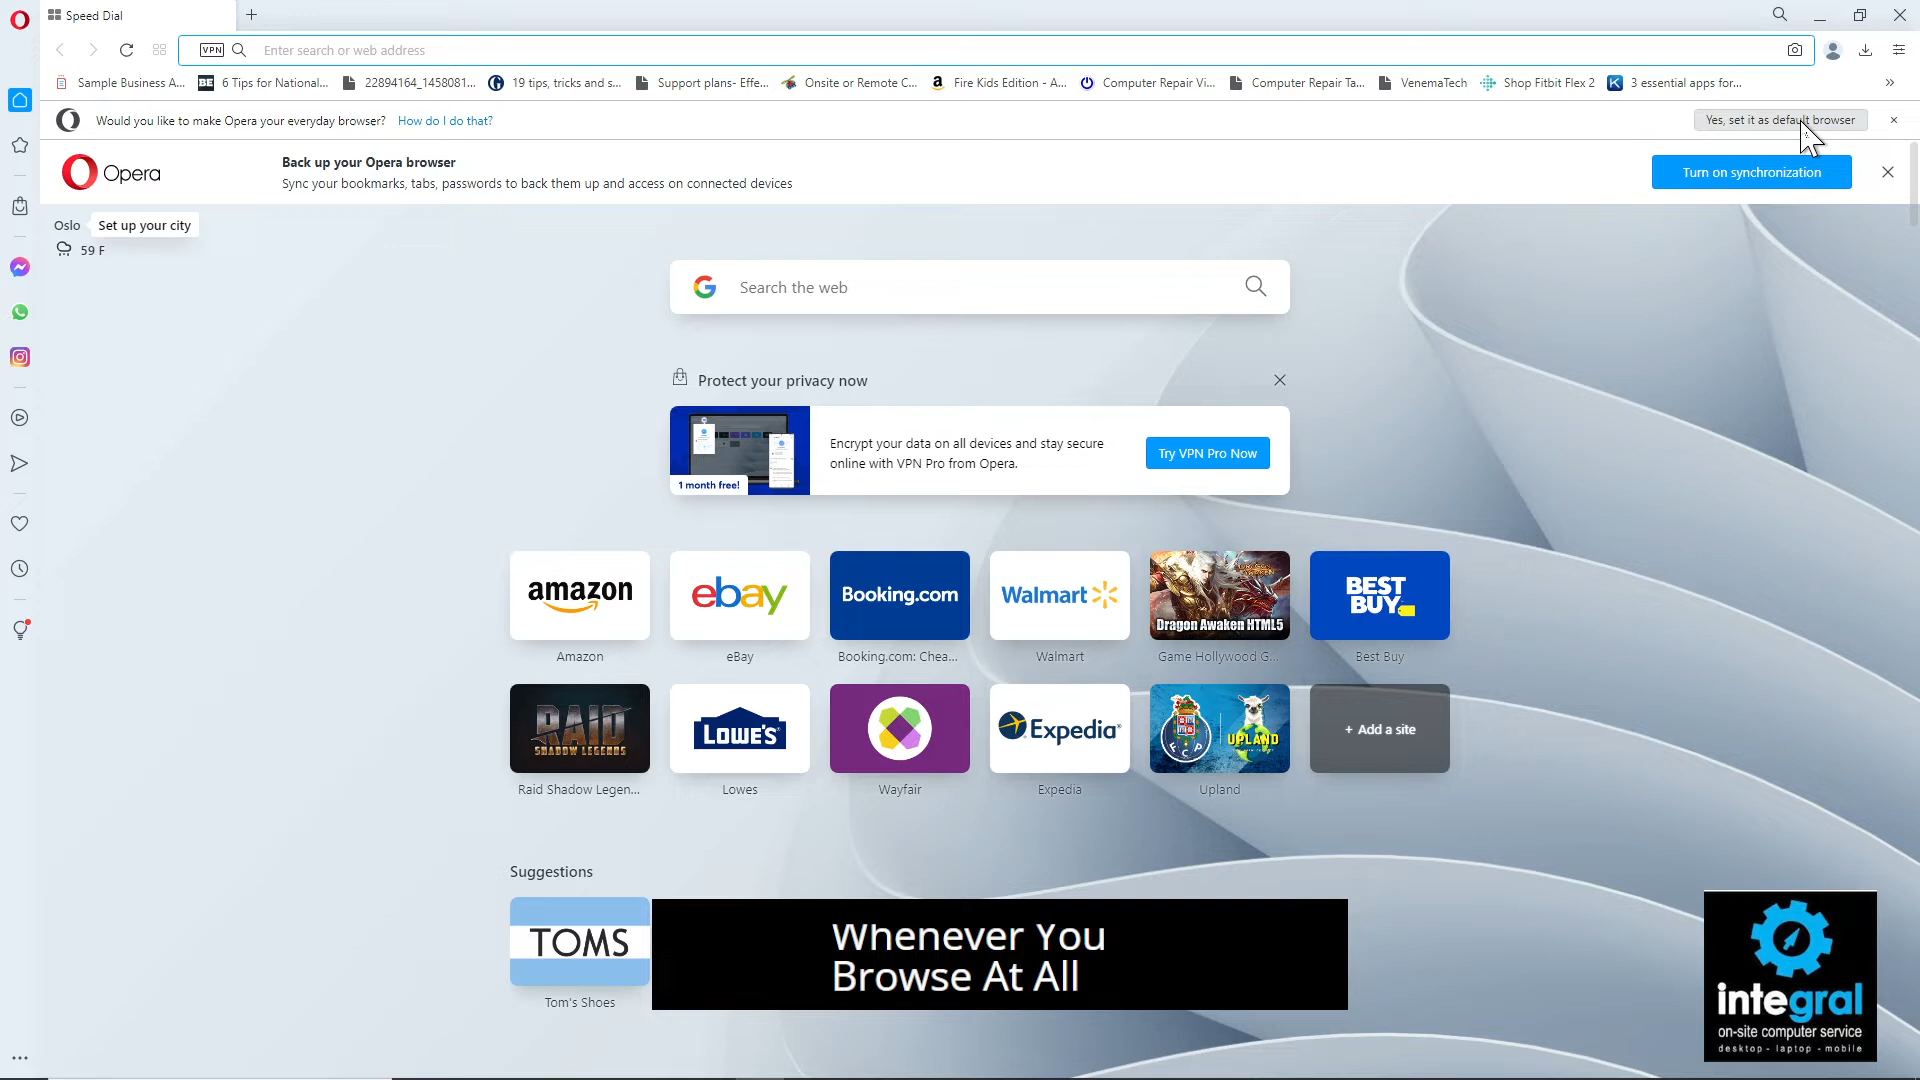 Speed Dial
VPN
Enter search or web address
Sample Business A...
BE
6 Tips for National...
22894164_1458081...
19 tips, tricks and s...
Support plans- Effe...
Onsite or Remote C...
a
Fire Kids Edition - A...
Computer Repair Vi...
Computer Repair Ta...
VenemaTech
Shop Fitbit Flex 2
K
3 essential apps for...
Would you like to make Opera your everyday browser?
How do I do that?
Yes, set it as default browser
Opera
Back up your Opera browser
Sync your bookmarks, tabs, passwords to back them up and access on connected devices
Turn on synchronization
Oslo
Set up your city
59 F
G
Search the web
Protect your privacy now
1 month free!
Encrypt your data on all devices and stay secure
online with VPN Pro from Opera.
Try VPN Pro Now
amazon
ebay
Booking.com
Walmart
DRAGON
AWAKEN
Dragon Awaken HTML5
BEST
BUY
Amazon
eBay
Booking.com: Chea...
Walmart
Game Hollywood G...
Best Buy
RAID
SHADOW LEGENDS
LOWE'S
Expedia
FCP
UPLAND
+ Add a site
Raid Shadow Legen...
Lowes
Wayfair
Expedia
Upland
Suggestions
TOMS
Tom's Shoes
Whenever You
Browse At All
integral
on-site computer service
desktop - laptop - mobile